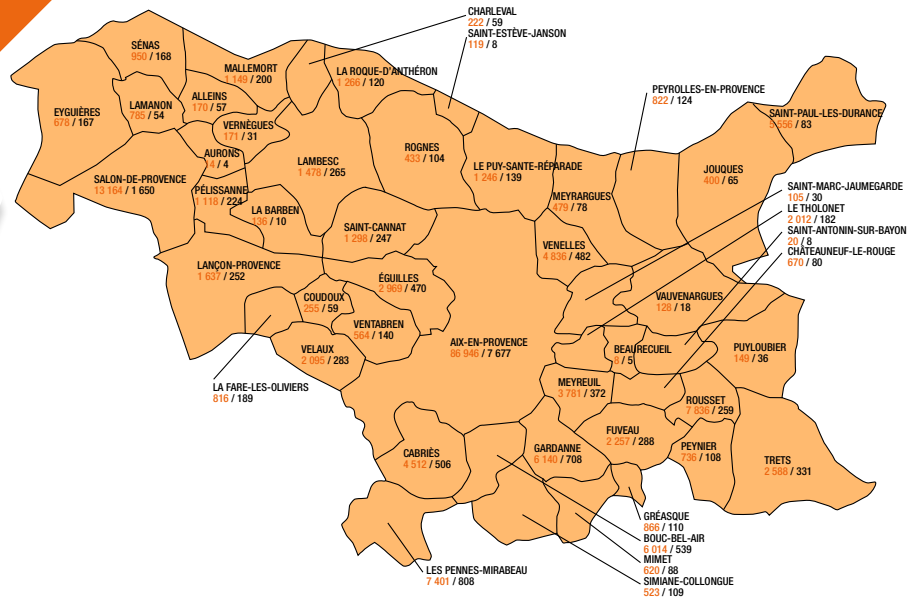 CHARLEVAL
222 / 59
SAINT-ESTÈVE-JANSON
119 / 8
SÉNAS
950 / 168
MALLEMORT
1 149 / 200
LA ROQUE-D'ANTHÉRON
1 266 / 120
PEYROLLES-EN-PROVENCE
822 / 124
SAINT-PAUL-LES-DURANCE
5 556 / 83
EYGUIÈRES
678 / 167
LAMANON
785 / 54
ALLEINS
170 / 57
VERNÈGUES
171 / 31
AURONS
4 / 4
LAMBESC
1 478 / 265
ROGNES
433 / 104
LE PUY-SANTE-RÉPARADE
1 246 / 139
JOUQUES
400 / 65
SALON-DE-PROVENCE
13 164 / 1 650
PÉLISSANNE
1 118 / 224
LA BARBEN
136 / 10
MEYRARGUES
479 / 78
SAINT-MARC-JAUMEGARDE
105 / 30
LE THOLONET
2 012 / 182
SAINT-ANTONIN-SUR-BAYON
20 / 8
CHÂTEAUNEUF-LE-ROUGE
670 / 80
SAINT-CANNAT
1 298 / 247
VENELLES
4 836 / 482
LANÇON-PROVENCE
1 637 / 252
ÉGUILLES
2 969 / 470
COUDOUX
255 / 59
VAUVENARGUES
128 / 18
VENTABREN
564 / 140
AIX-EN-PROVENCE
86 946 / 7 677
VELAUX
2 095 / 283
BEAURECUEIL
8 / 5
PUYLOUBIER
149 / 36
LA FARE-LES-OLIVIERS
816 / 189
MEYREUIL
3 781 / 372
ROUSSET
7 836 / 259
FUVEAU
2 257 / 288
CABRIÈS
4 512 / 506
GARDANNE
6 140 / 708
PEYNIER
736 / 108
TRETS
2 588 / 331
GRÉASQUE
866 / 110
BOUC-BEL-AIR
6 014 / 539
MIMET
620 / 88
SIMIANE-COLLONGUE
523 / 109
LES PENNES-MIRABEAU
7 401 / 808